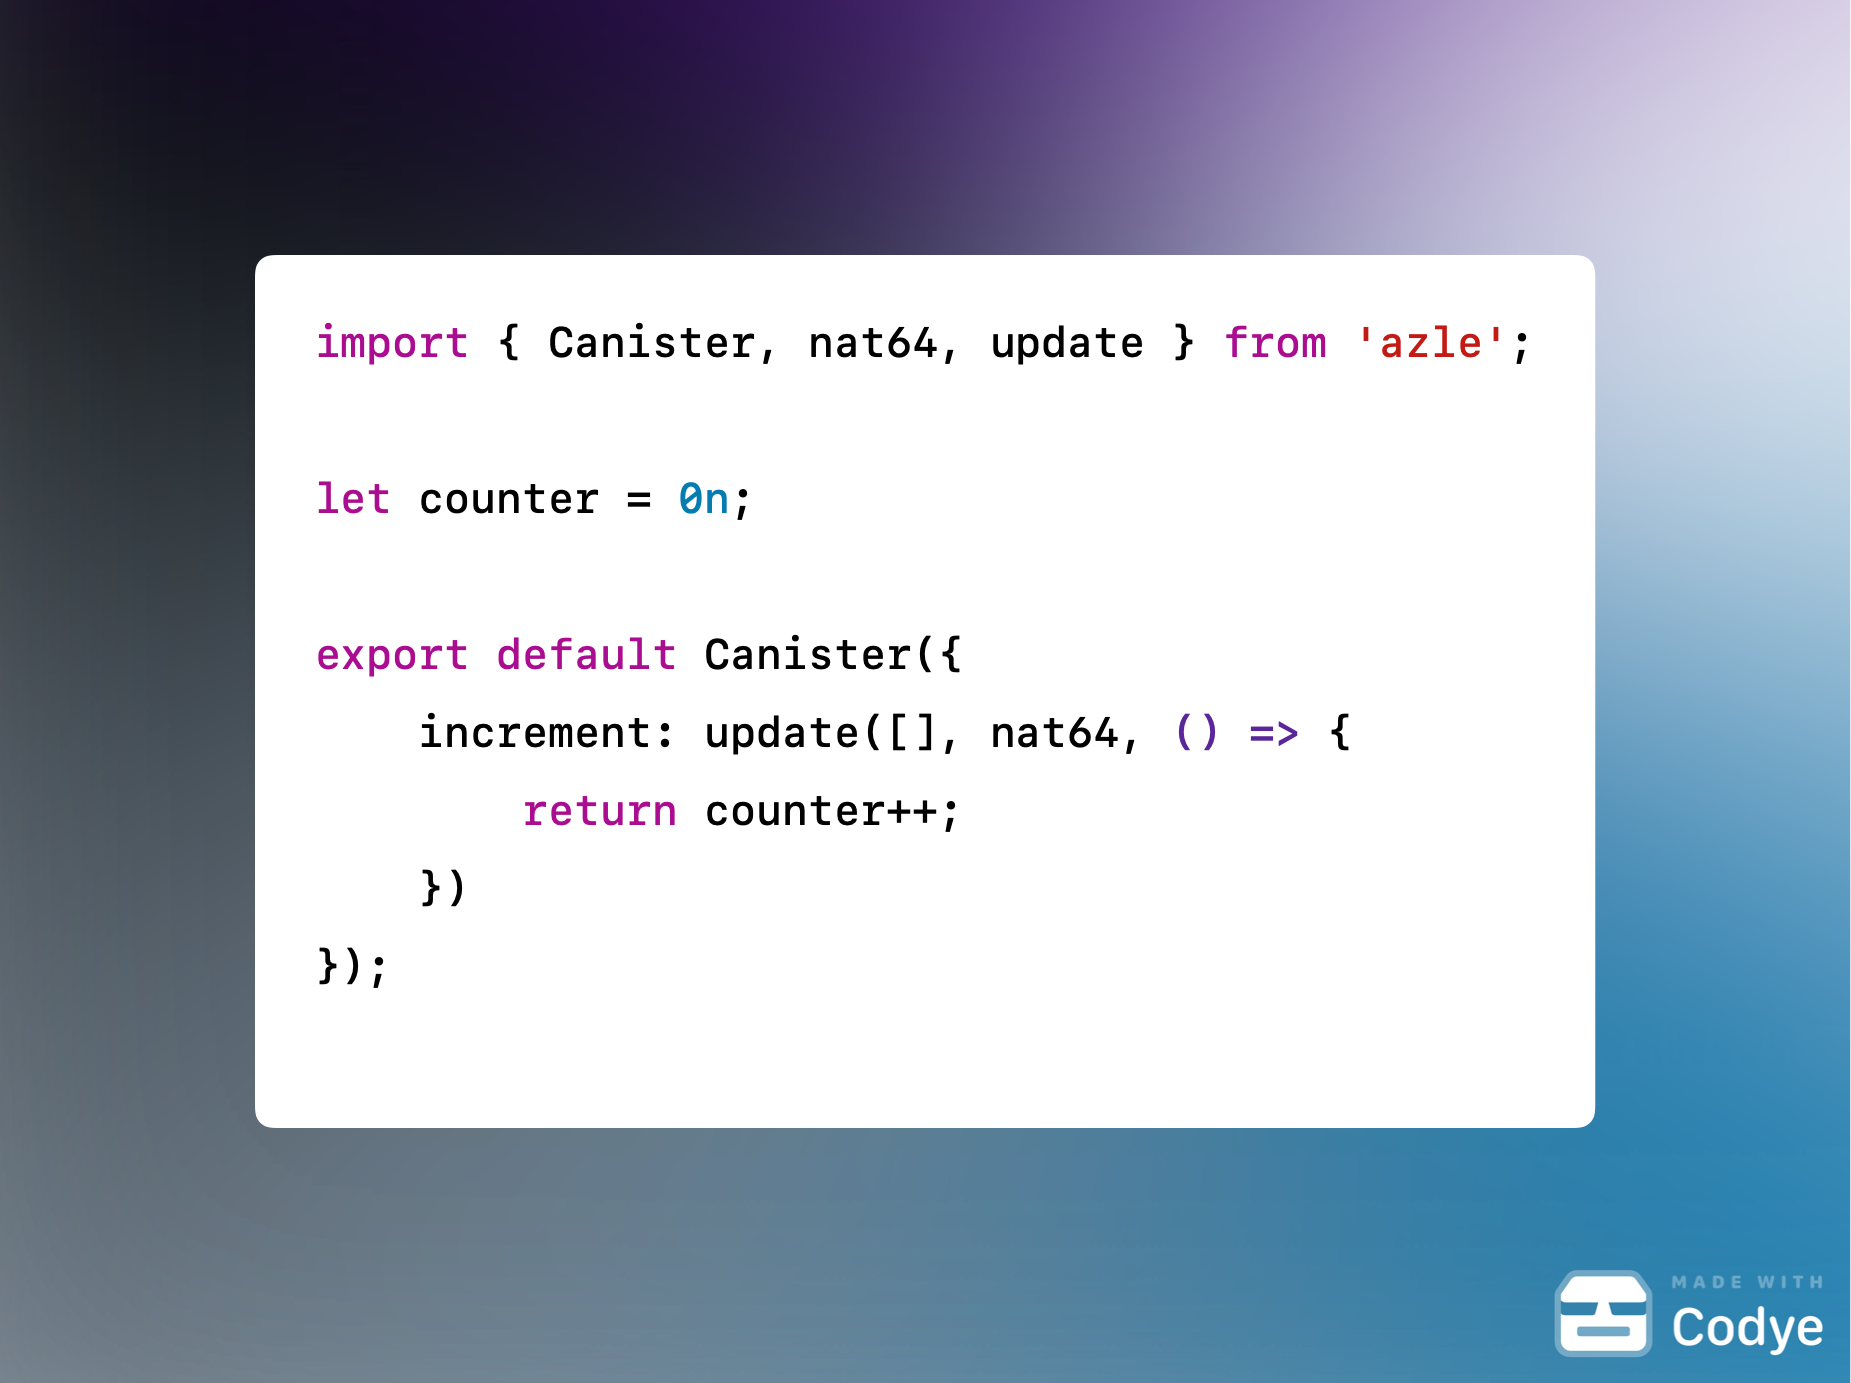 import { Canister, nat64, update } from 'azle';
let counter = 0n;
export default Canister({
    increment: update([], nat64, () => {
        return counter++;
    })
});
MADE WITH
Codye